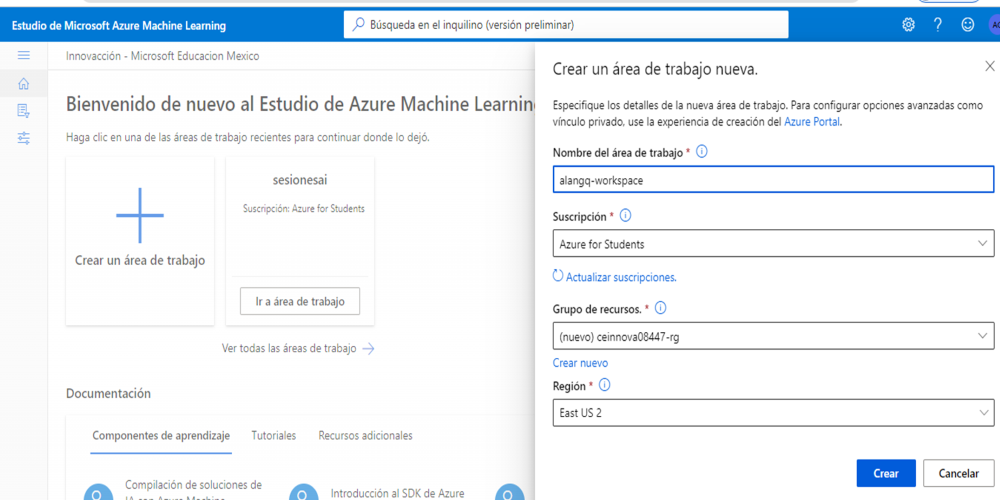 Estudio de Microsoft Azure Machine Learning
Búsqueda en el inquilino (versión preliminar)
Innovacción - Microsoft Educacion Mexico
Bienvenido de nuevo al Estudio de Azure Machine Learning
Haga clic en una de las áreas de trabajo recientes para continuar donde lo dejó.
Crear un área de trabajo
sesionesai
Suscripción: Azure for Students
Ir a área de trabajo
Ver todas las áreas de trabajo
Documentación
Componentes de aprendizaje
Tutoriales
Recursos adicionales
Compilación de soluciones de
IA con Azure Machine
Introducción al SDK de Azure
Crear un área de trabajo nueva.
Especifique los detalles de la nueva área de trabajo. Para configurar opciones avanzadas como
vínculo privado, use la experiencia de creación del Azure Portal.
Nombre del área de trabajo *
alangq-workspace
Suscripción *
Azure for Students
Actualizar suscripciones.
Grupo de recursos. *
(nuevo) ceinnova08447-rg
Crear nuevo
Región *
East US 2
Crear
Cancelar